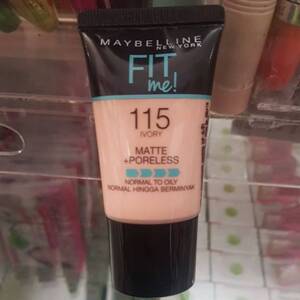 MAYBELLINE
NEW YORK
FIT
me!
115
IVORY
MATTE
+PORELESS
NORMAL TO OILY
NORMAL HINGGA BERMINYAK